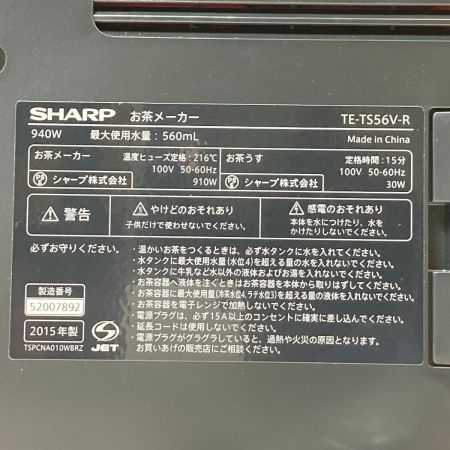 SHARP お茶メーカー TE-TS56V-R
940W 最大使用水量：560mL Made in China
お茶メーカー 温度ヒューズ定格：216℃
100V 50-60Hz
シャープ株式会社 910W
お茶うす 定格時間：15分
100V 50-60Hz
シャープ株式会社 30W
警告
やけどのおそれあり
子供だけで使わせないでください。
感電のおそれあり
本体を水につけたり、水を
かけたりしないでください。
必ずお守りください。
・温かいお茶をつくるときは、必ず水タンクに水を入れてください。
・水タンクに最大使用水量(水位4)を超える量の水を入れないでください。
・水タンクに牛乳など水以外の液体およびお湯を入れないでください。
・お茶容器へ液体を注ぐときはお茶容器を本体から取りはずしてください。
・お茶容器に最大使用量(冷茶水位4,ラテ水位3)を超える量の液体を入れないでください。
・お茶容器を電子レンジで加熱しないでください。
・電源プラグは、必ず15A以上のコンセントに確実に差し込んでください。
・延長コードは使用しないでください。
・電源プラグがグラグラしていると、過熱や火災の原因となります。
お買いあげの販売店にご相談ください。
製造番号
52007892
2015年製
JET
TSPCNA010WBRZ